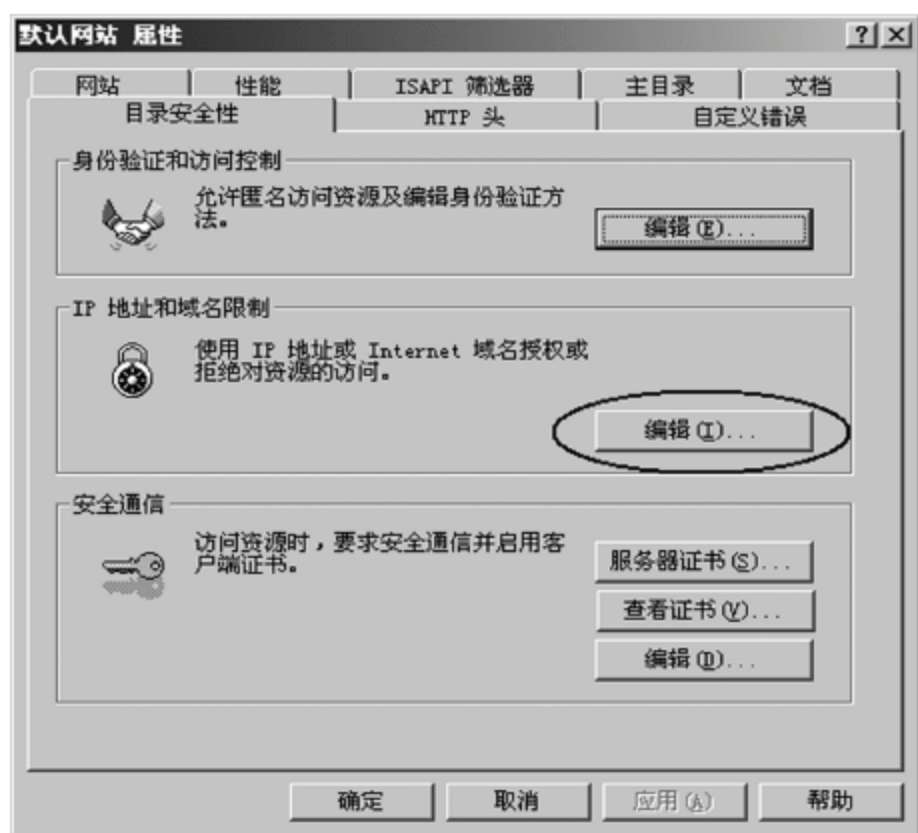 默认网站 属性
网站 性能 ISAPI 筛选器 主目录 文档
目录安全性 HTTP 头 自定义错误
身份验证和访问控制
允许匿名访问资源及编辑身份验证方
法。
编辑(E)...
IP 地址和域名限制
使用 IP 地址或 Internet 域名授权或
拒绝对资源的访问。
编辑(I)...
安全通信
访问资源时，要求安全通信并启用客
户端证书。
服务器证书(S)...
查看证书(V)...
编辑(D)...
确定 取消 应用(A) 帮助